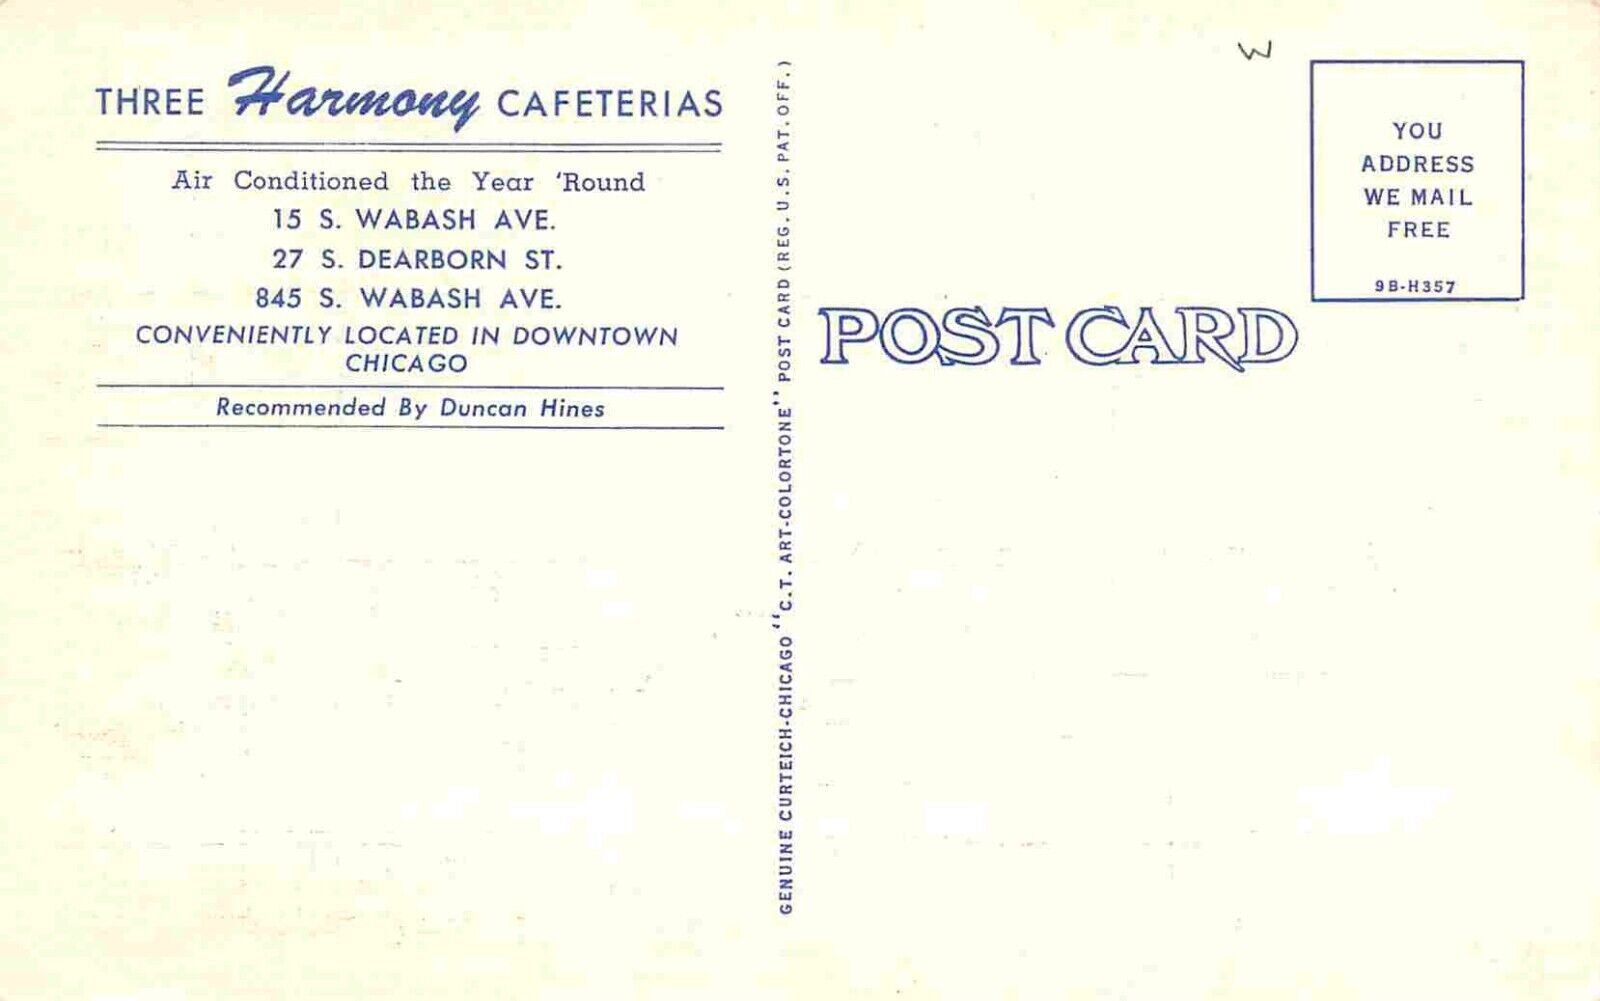 THREE Harmony CAFETERIAS
Air Conditioned the Year 'Round
15 S. WABASH AVE.
27 S. DEARBORN ST.
845 S. WABASH AVE.
CONVENIENTLY LOCATED IN DOWNTOWN
CHICAGO
Recommended By Duncan Hines
GENUINE CURTEICH-CHICAGO "C.T. ART-COLORTONE" POST CARD (REG. U.S. PAT. OFF.)
W
YOU
ADDRESS
WE MAIL
FREE
9B-H357
POST CARD